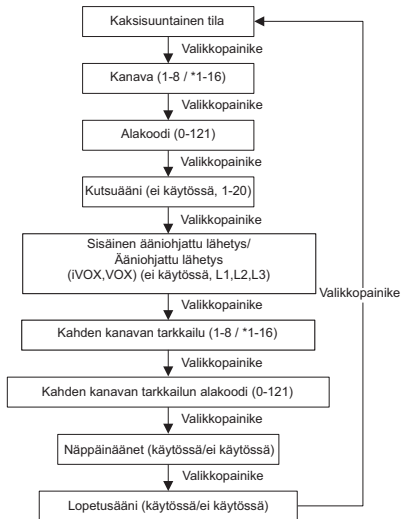 Kaksisuuntainen tila
Valikkopainike
Kanava (1-8 / *1-16)
Valikkopainike
Alakoodi (0-121)
Valikkopainike
Kutsuääni (ei käytössä, 1-20)
Valikkopainike
Sisäinen ääniohjattu lähetys/
Ääniohjattu lähetys
(iVOX,VOX) (ei käytössä, L1,L2,L3)
Valikkopainike
Valikkopainike
Kahden kanavan tarkkailu (1-8 / *1-16)
Valikkopainike
Kahden kanavan tarkkailun alakoodi (0-121)
Valikkopainike
Näppäinäänet (käytössä/ei käytössä)
Valikkopainike
Lopetusääni (käytössä/ei käytössä)